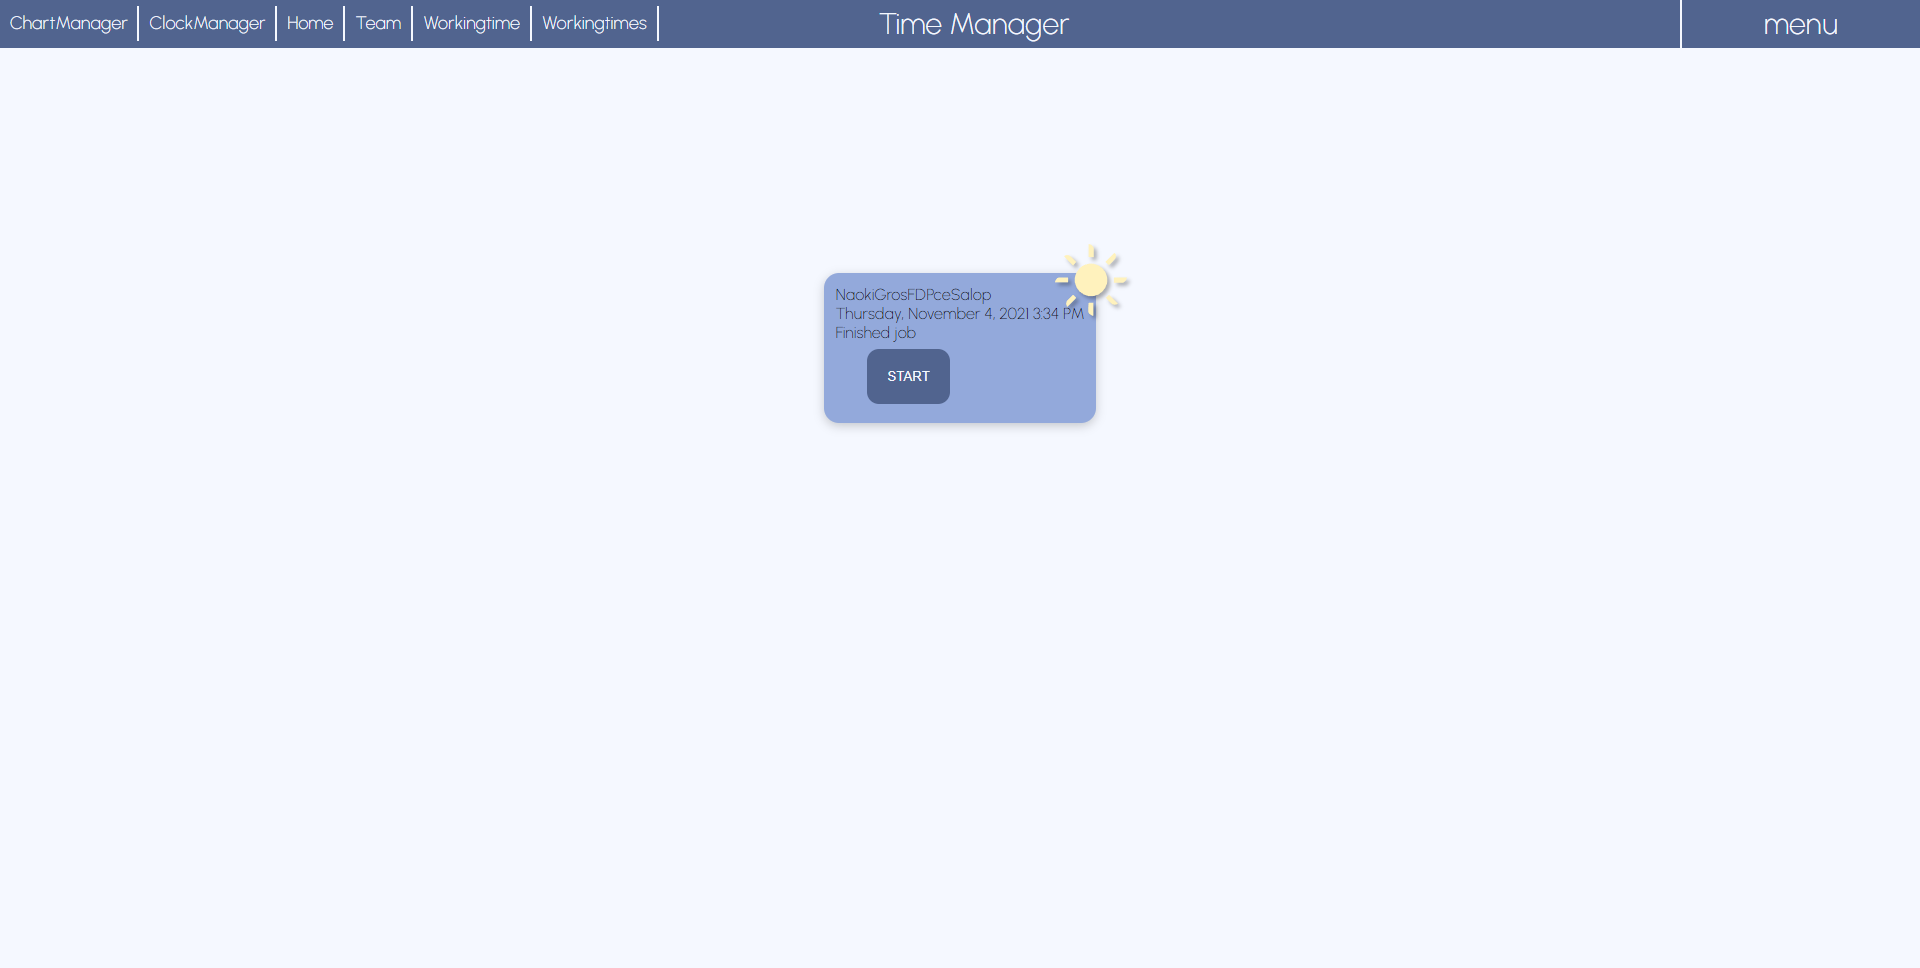 ChartManager
ClockManager
Home
Team
Workingtime
Workingtimes
Time Manager
menu
NaokiGrosFDPceSalop
Thursday, November 4, 2021 3:34 PM
Finished job
START